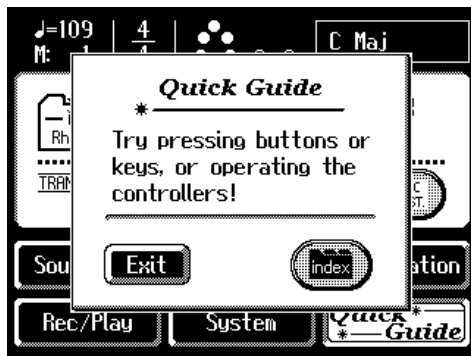 ♩=109 4 C Maj
M: 1 4
Quick Guide
Try pressing buttons or
keys, or operating the
controllers!
Rh
TRAN
ST.
Exit index
Sou ation
Rec/Play System Quick Guide